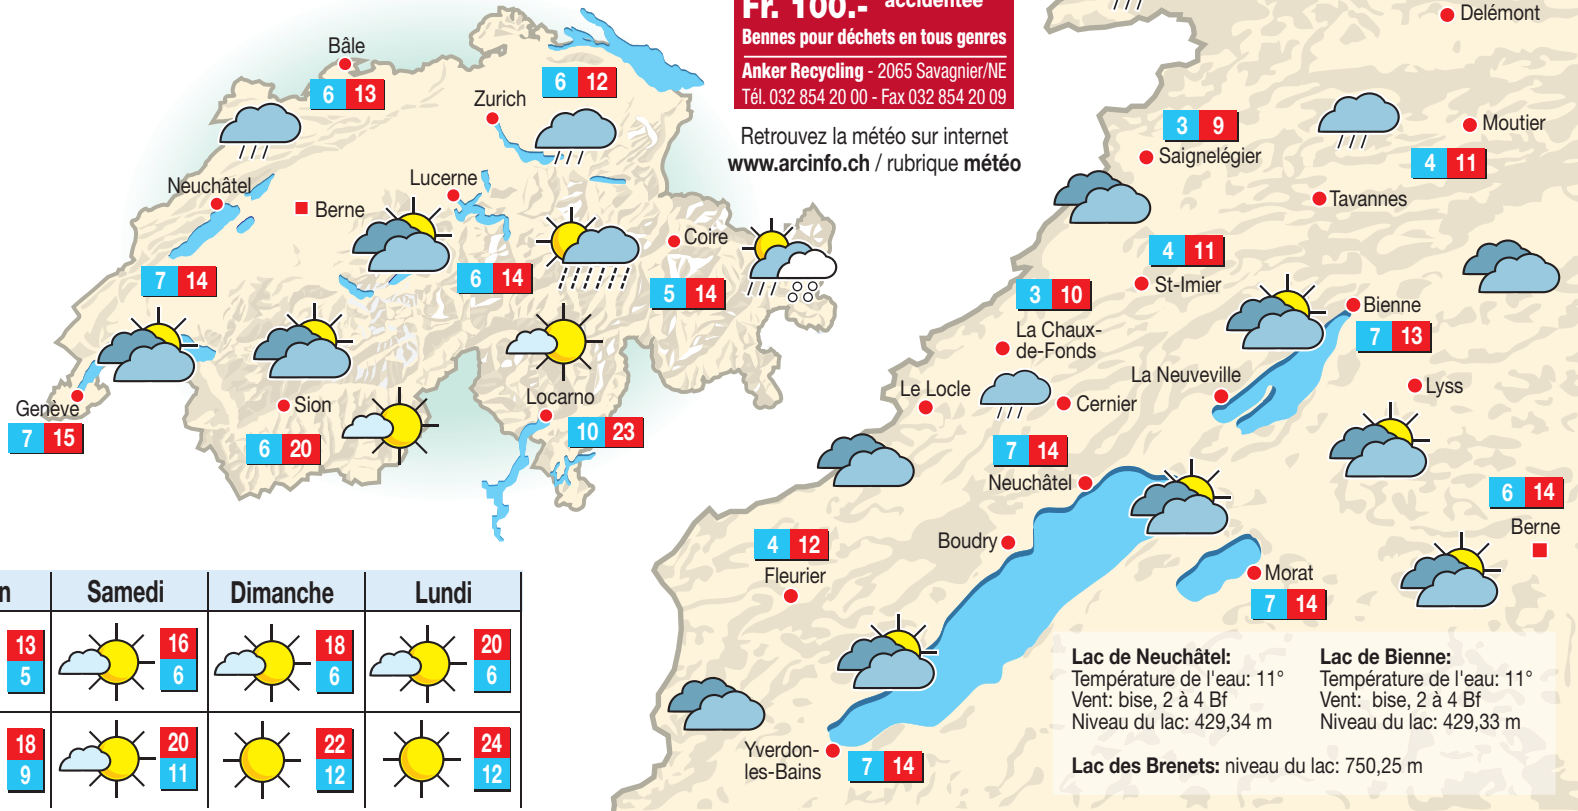 Bâle
6 13
6 12
Zurich
Neuchâtel
Lucerne
Berne
Coire
7 14
6 14
5 14
Genève
7 15
Sion
6 20
Locarno
10 23
Fr. 100.- accidentée
Bennes pour déchets en tous genres
Anker Recycling - 2065 Savagnier/NE
Tél. 032 854 20 00 - Fax 032 854 20 09
Retrouvez la météo sur internet
www.arcinfo.ch / rubrique météo
n Samedi Dimanche Lundi
13 16 18 20
5 6 6 6
18 20 22 24
9 11 12 12
Delémont
3 9
Saignelégier
Moutier
4 11
Tavannes
4 11
St-Imier
3 10
La Chaux-
de-Fonds
Bienne
7 13
Le Locle
Cernier
La Neuveville
Lyss
7 14
Neuchâtel
6 14
Berne
Boudry
4 12
Fleurier
Morat
7 14
Yverdon-
les-Bains
7 14
Lac de Neuchâtel:
Température de l'eau: 11°
Vent: bise, 2 à 4 Bf
Niveau du lac: 429,34 m
Lac de Bienne:
Température de l'eau: 11°
Vent: bise, 2 à 4 Bf
Niveau du lac: 429,33 m
Lac des Brenets: niveau du lac: 750,25 m